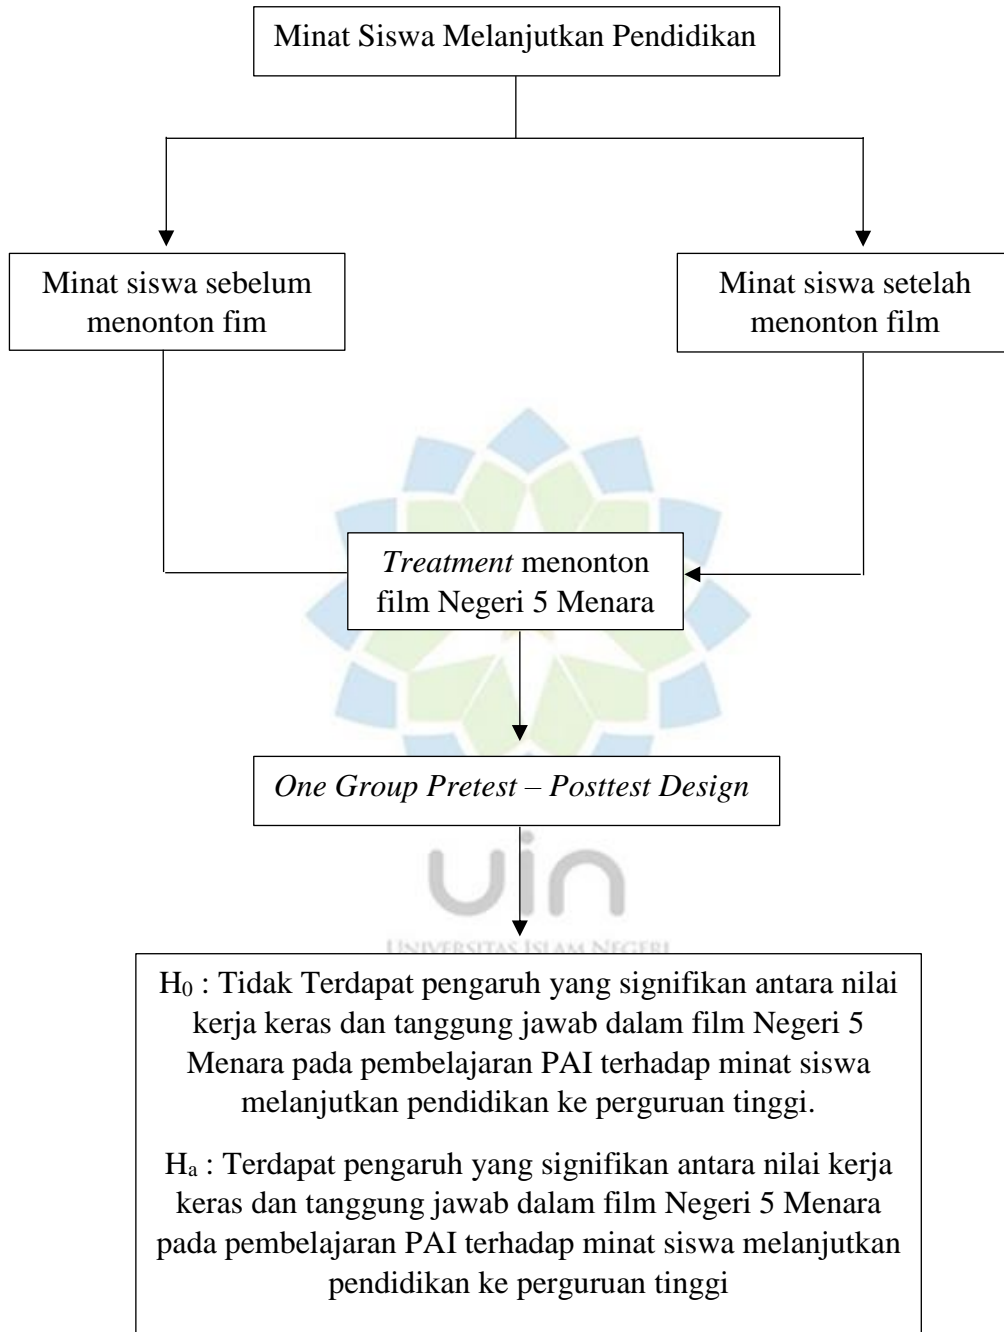 Minat Siswa Melanjutkan Pendidikan
Minat siswa sebelum
menonton fim
Minat siswa setelah
menonton film
Treatment menonton
film Negeri 5 Menara
One Group Pretest – Posttest Design
uin
UNIVERSITAS ISLAM NEGERI
H₀ : Tidak Terdapat pengaruh yang signifikan antara nilai
kerja keras dan tanggung jawab dalam film Negeri 5
Menara pada pembelajaran PAI terhadap minat siswa
melanjutkan pendidikan ke perguruan tinggi.
Hₐ : Terdapat pengaruh yang signifikan antara nilai kerja
keras dan tanggung jawab dalam film Negeri 5 Menara
pada pembelajaran PAI terhadap minat siswa melanjutkan
pendidikan ke perguruan tinggi